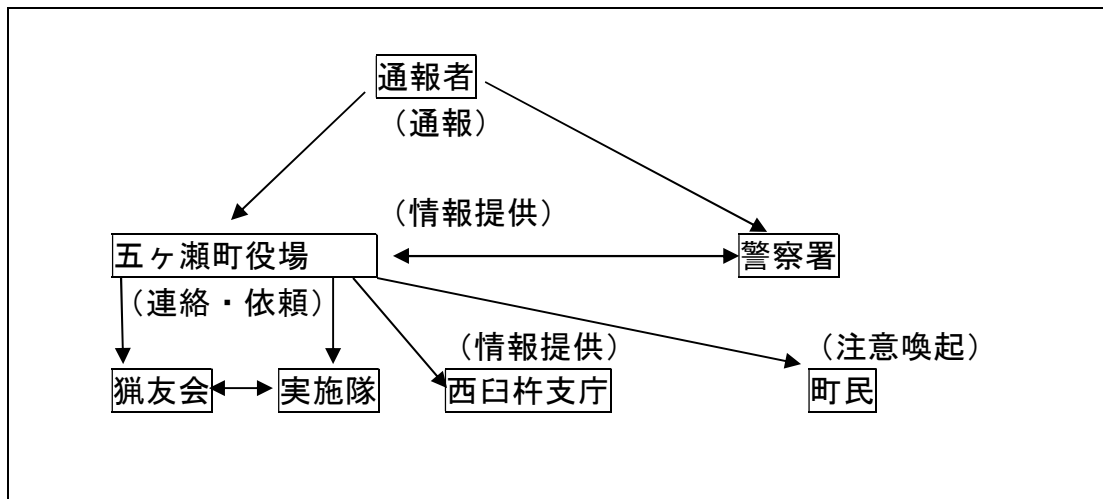 通報者
（通報）
（情報提供）
五ヶ瀬町役場
警察署
（連絡・依頼）
（情報提供）
（注意喚起）
猟友会
実施隊
西臼杵支庁
町民